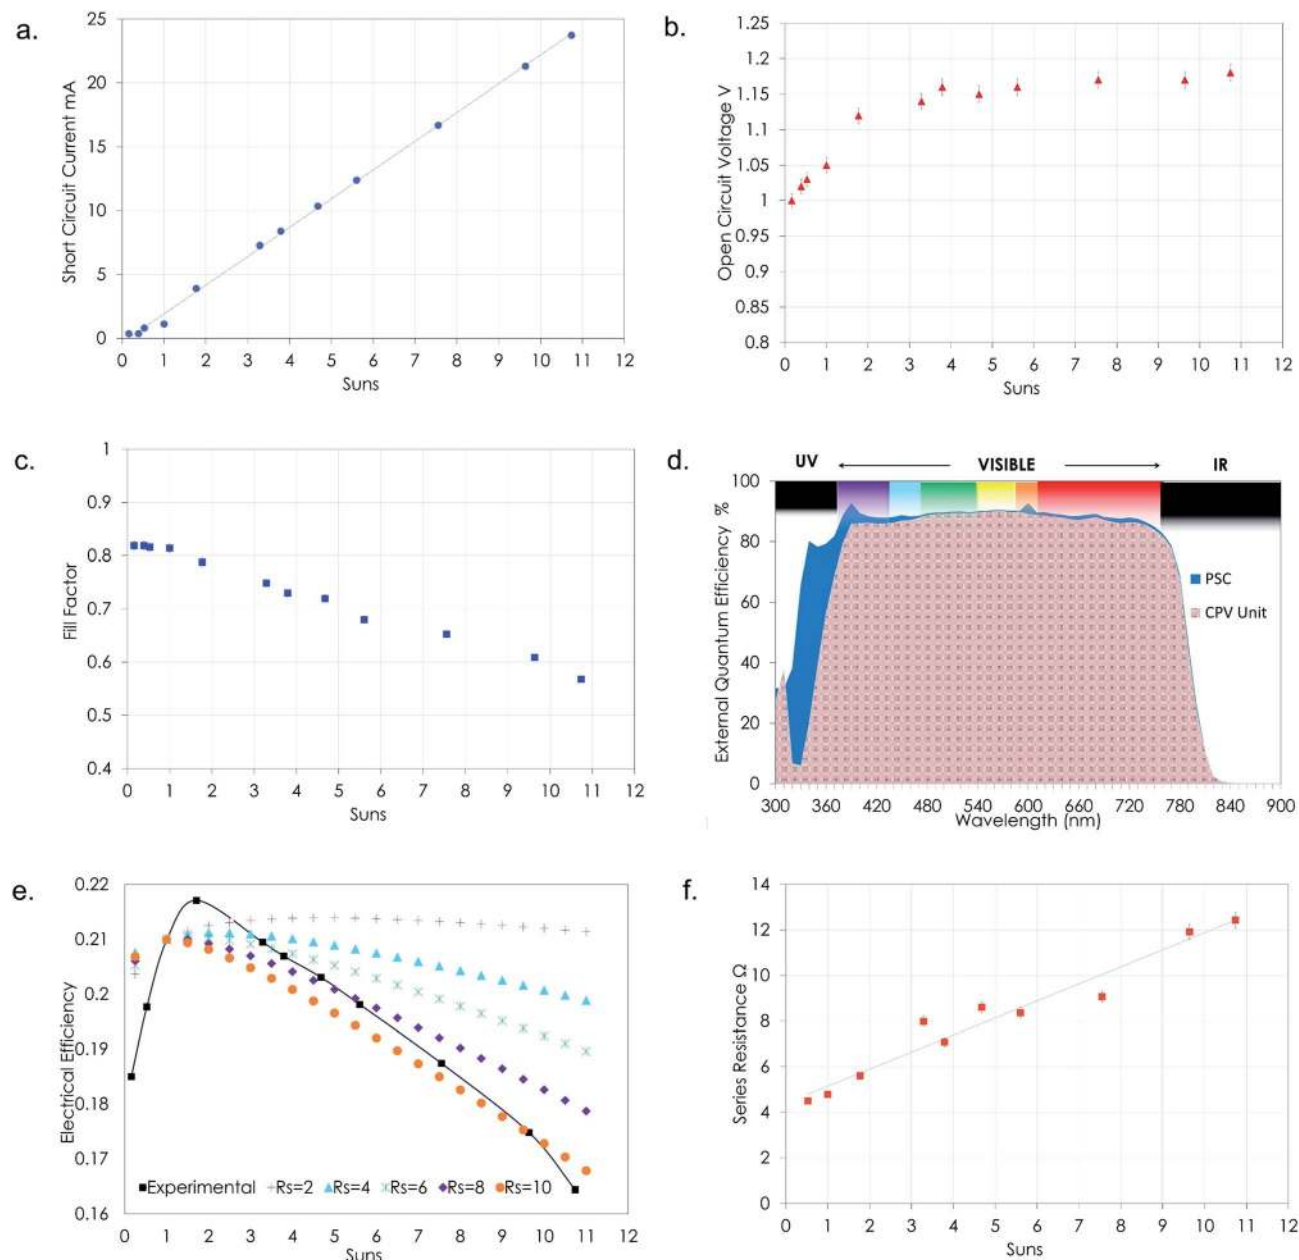 a.
25
20
15
10
5
0
Short Circuit Current mA
0 1 2 3 4 5 6 7 8 9 10 11 12
Suns
b.
1.25
1.2
1.15
1.1
1.05
1
0.95
0.9
0.85
0.8
Open Circuit Voltage V
0 1 2 3 4 5 6 7 8 9 10 11 12
Suns
c.
1
0.9
0.8
0.7
0.6
0.5
0.4
Fill Factor
0 1 2 3 4 5 6 7 8 9 10 11 12
Suns
d.
UV VISIBLE IR
100
80
60
40
20
0
External Quantum Efficiency %
PSC
CPV Unit
300 360 420 480 540 600 660 720 780 840 900
Wavelength (nm)
e.
0.22
0.21
0.2
0.19
0.18
0.17
0.16
Electrical Efficiency
Experimental Rs=2 Rs=4 Rs=6 Rs=8 Rs=10
0 1 2 3 4 5 6 7 8 9 10 11 12
Suns
f.
14
12
10
8
6
4
2
0
Series Resistance Ω
0 1 2 3 4 5 6 7 8 9 10 11 12
Suns